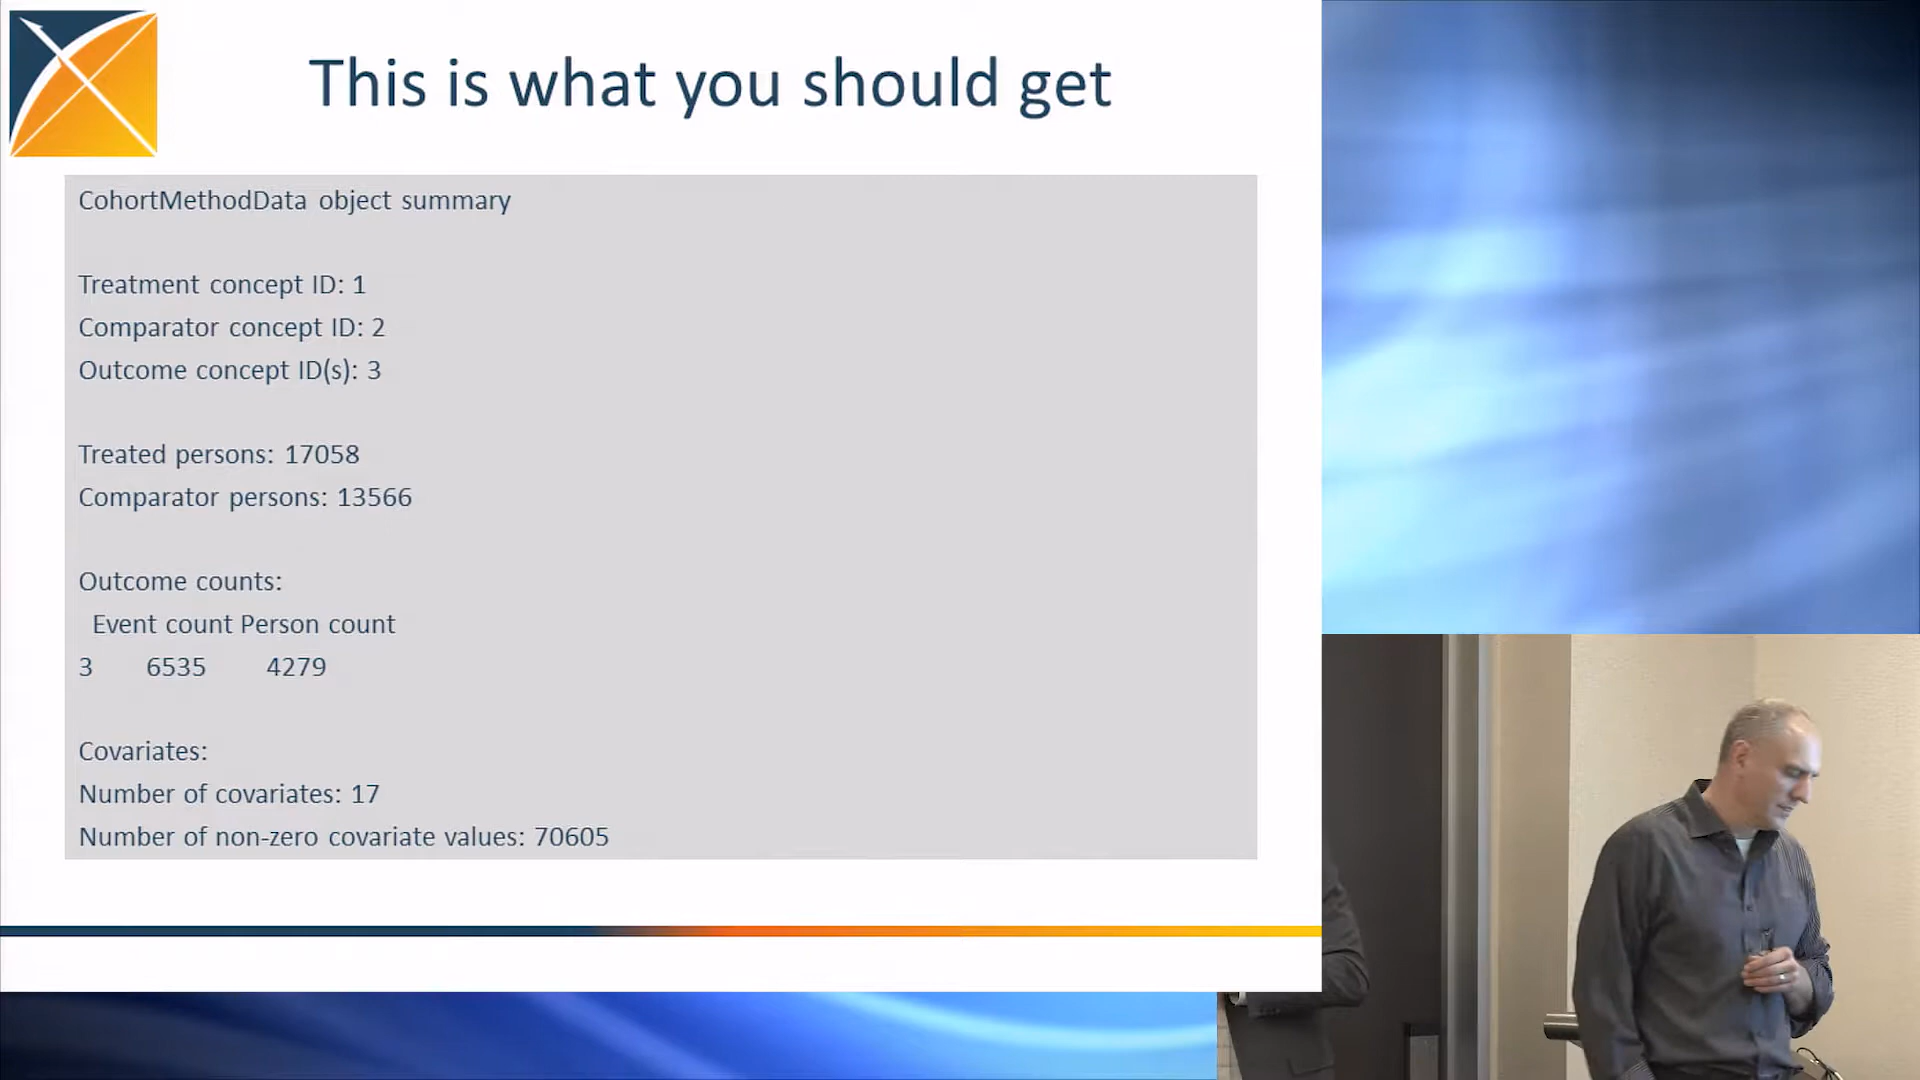 This is what you should get
CohortMethodData object summary
Treatment concept ID: 1
Comparator concept ID: 2
Outcome concept ID(s): 3
Treated persons: 17058
Comparator persons: 13566
Outcome counts:
Event count Person count
3 6535 4279
Covariates:
Number of covariates: 17
Number of non-zero covariate values: 70605